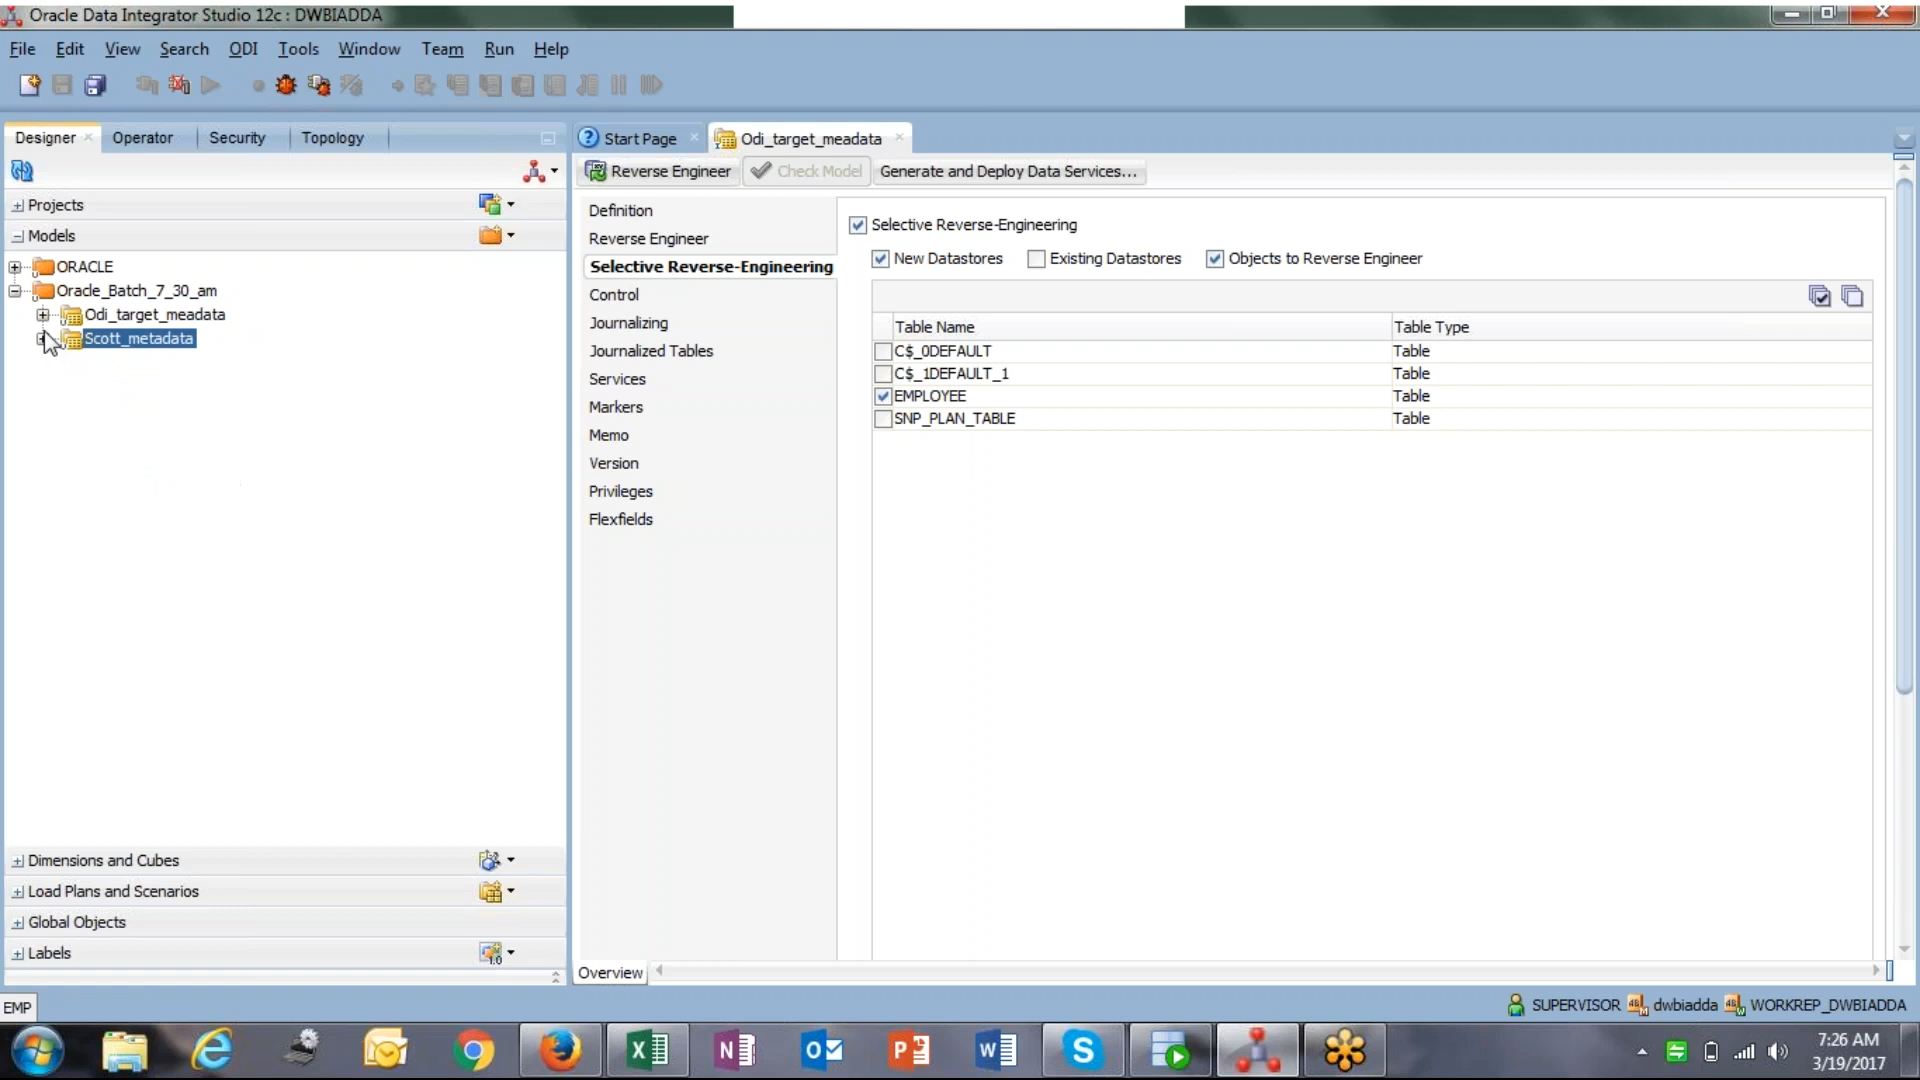 Oracle Data Integrator Studio 12c : DWBIADDA
File Edit View Search ODI Tools Window Team Run Help
Designer Operator Security Topology
Start Page Odi_target_meadata
Reverse Engineer Check Model Generate and Deploy Data Services...
Projects
Models
ORACLE
Oracle_Batch_7_30_am
Odi_target_meadata
Scott_metadata
Dimensions and Cubes
Load Plans and Scenarios
Global Objects
Labels
Definition
Reverse Engineer
Selective Reverse-Engineering
Control
Journalizing
Journalized Tables
Services
Markers
Memo
Version
Privileges
Flexfields
Selective Reverse-Engineering
New Datastores Existing Datastores Objects to Reverse Engineer
Table Name Table Type
C$_0DEFAULT Table
C$_1DEFAULT_1 Table
EMPLOYEE Table
SNP_PLAN_TABLE Table
Overview
EMP
SUPERVISOR dwbiadda WORKREP_DWBIADDA
7:26 AM
3/19/2017